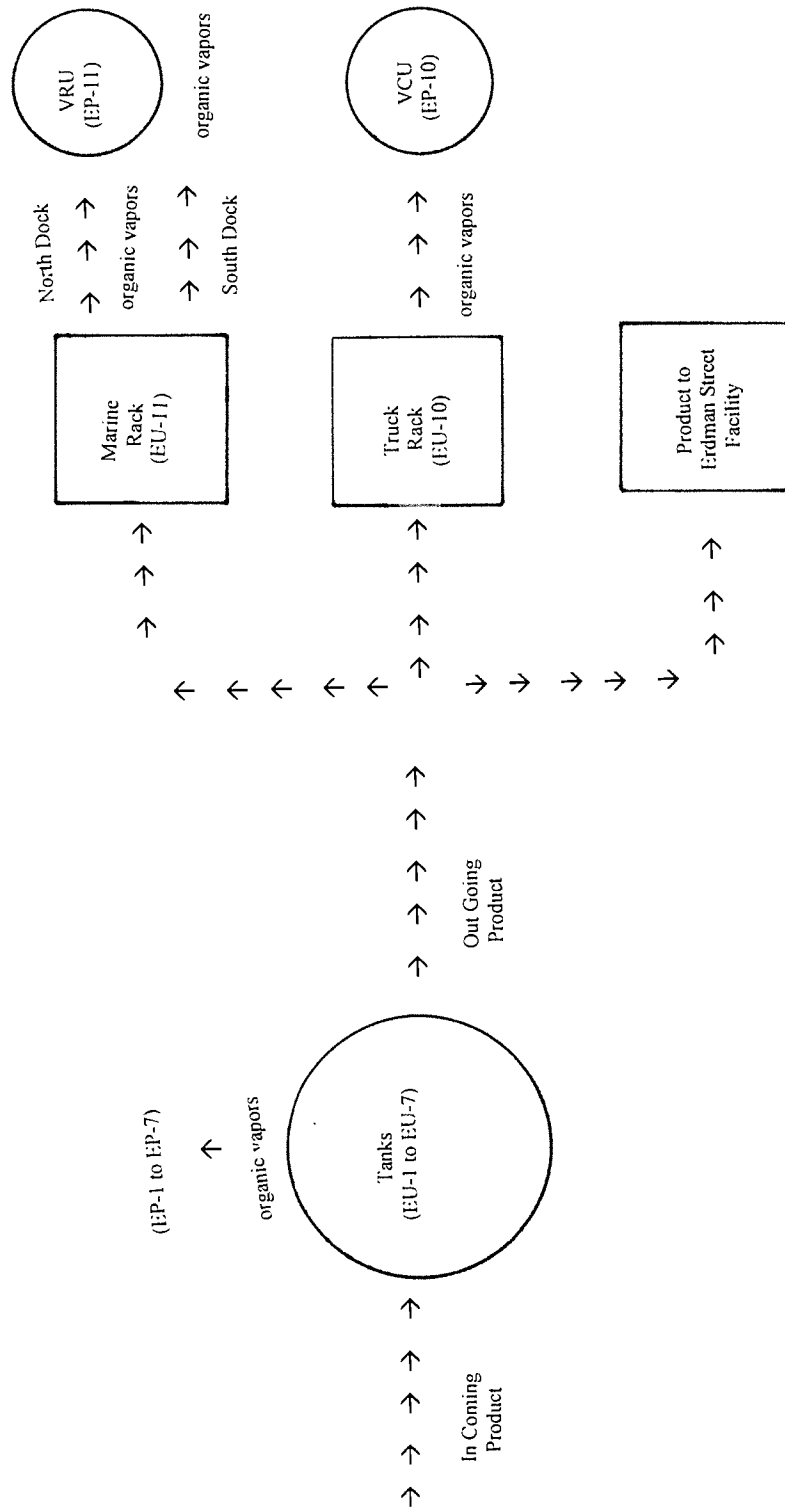 In Coming
Product
(EP-1 to EP-7)
organic vapors
Tanks
(EU-1 to EU-7)
Out Going
Product
Marine
Rack
(EU-11)
North Dock
organic vapors
South Dock
VRU
(EP-11)
organic vapors
Truck
Rack
(EU-10)
organic vapors
VCU
(EP-10)
Product to
Erdman Street
Facility